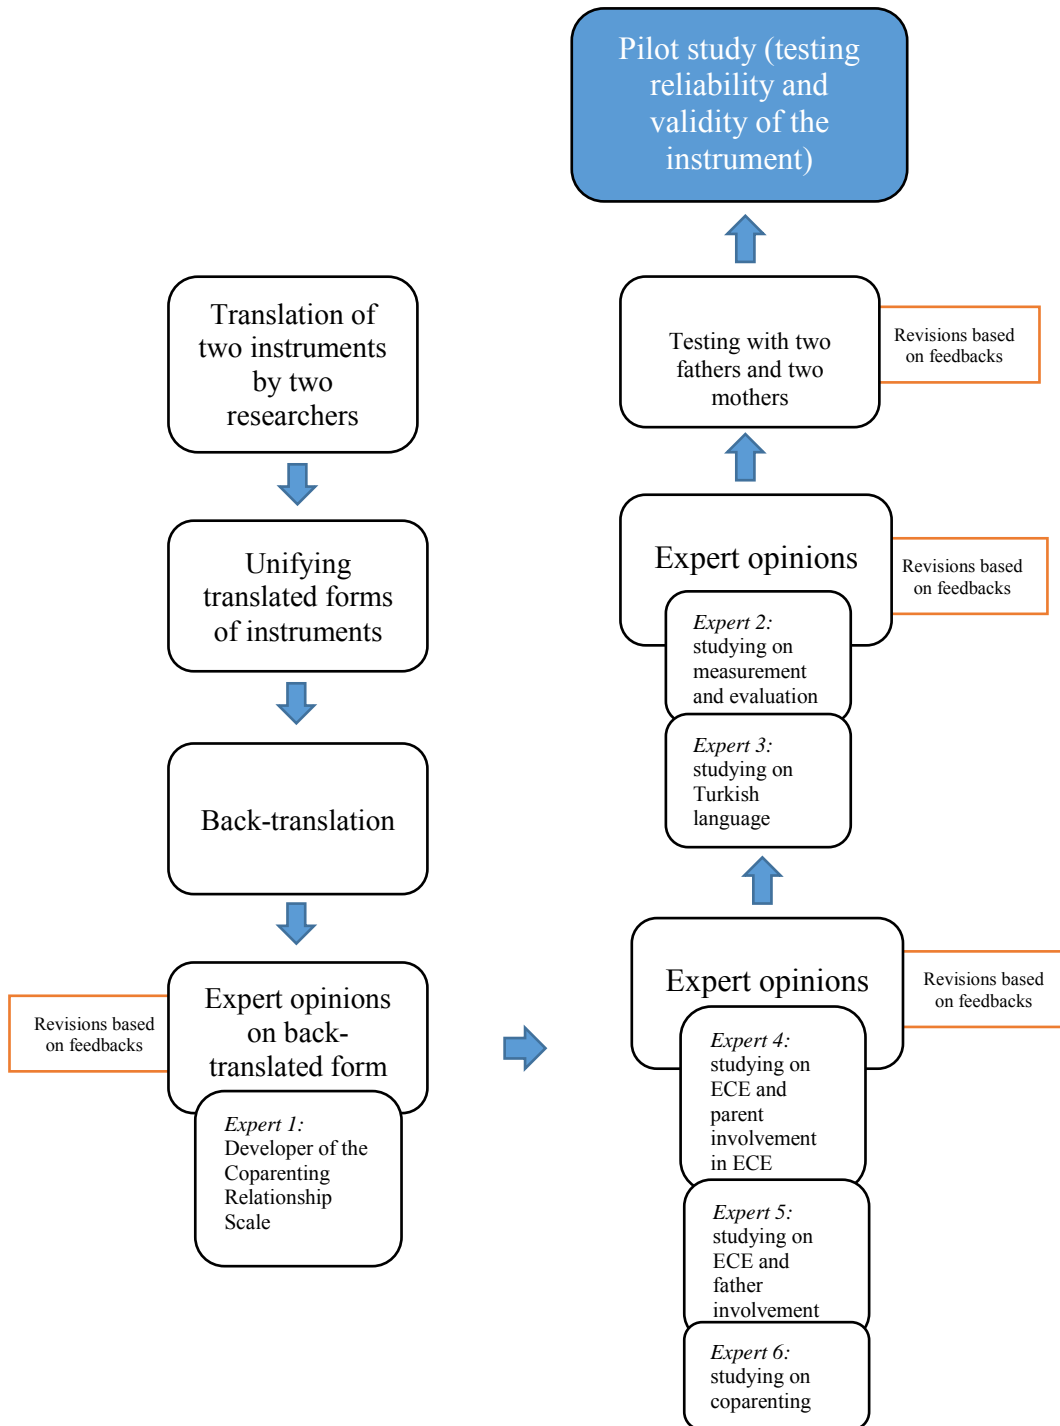 Pilot study (testing
reliability and
validity of the
instrument)
Translation of
two instruments
by two
researchers
Testing with two
fathers and two
mothers
Revisions based
on feedbacks
Unifying
translated forms
of instruments
Expert opinions
Revisions based
on feedbacks
Expert 2:
studying on
measurement
and evaluation
Expert 3:
studying on
Turkish
language
Back-translation
Expert opinions
on back-
translated form
Revisions based
on feedbacks
Expert 1:
Developer of the
Coparenting
Relationship
Scale
Expert opinions
Revisions based
on feedbacks
Expert 4:
studying on
ECE and
parent
involvement
in ECE
Expert 5:
studying on
ECE and
father
involvement
Expert 6:
studying on
coparenting